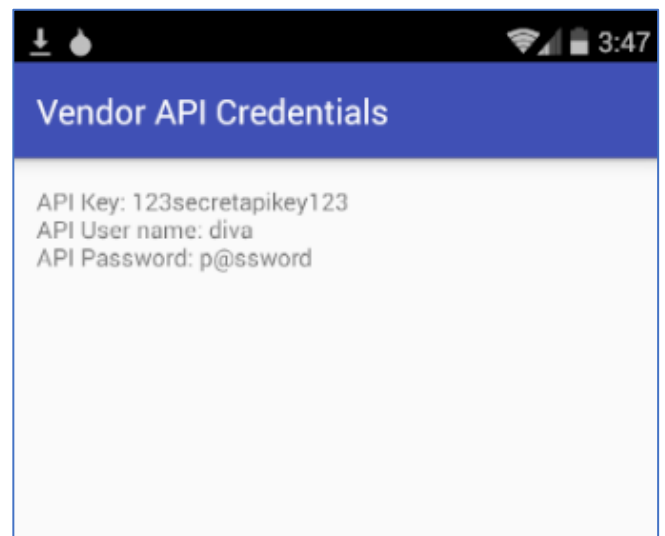 3:47
Vendor API Credentials
API Key: 123secretapikey123
API User name: diva
API Password: p@ssword